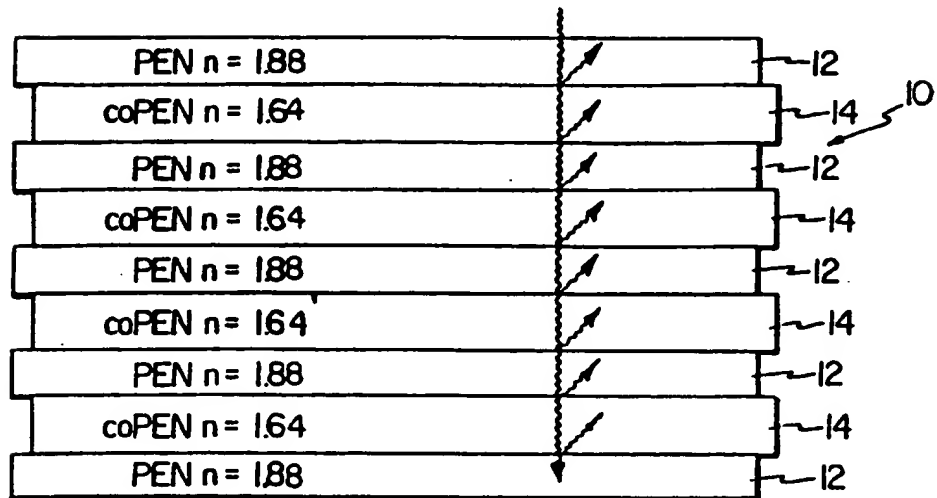 PEN n = 1.88 12
coPEN n = 1.64 14 10
PEN n = 1.88 12
coPEN n = 1.64 14
PEN n = 1.88 12
coPEN n = 1.64 14
PEN n = 1.88 12
coPEN n = 1.64 14
PEN n = 1.88 12